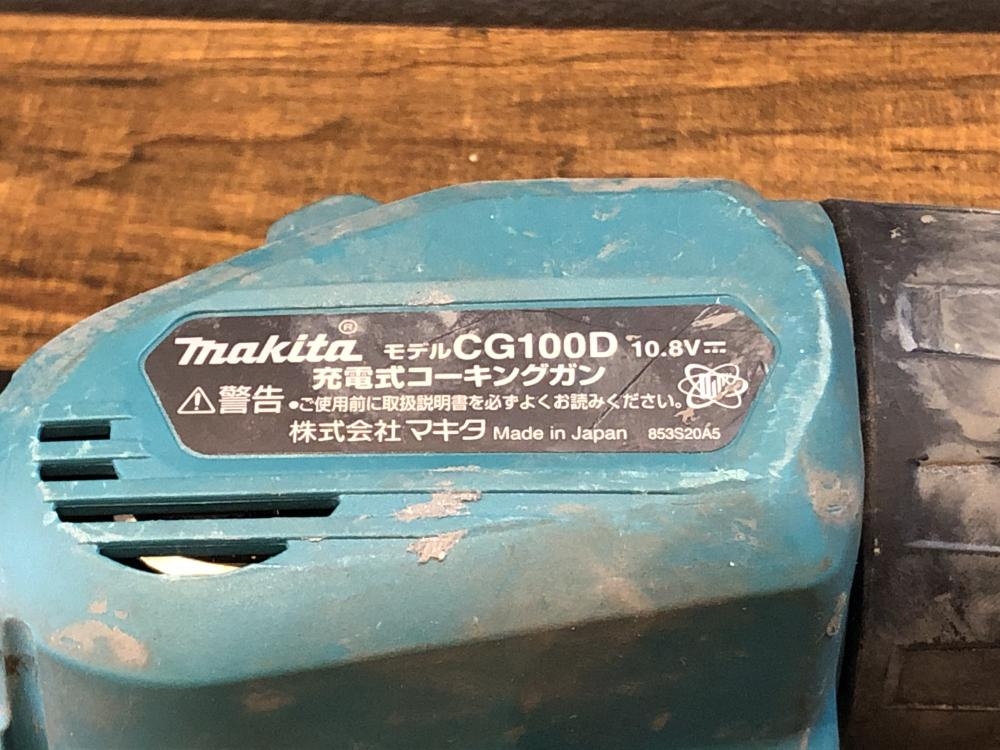 makita® モデルCG100D 10.8V⎓
充電式コーキングガン
⚠警告 ●ご使用前に取扱説明書を必ずよくお読みください。
株式会社 マキタ Made in Japan 853S20A5